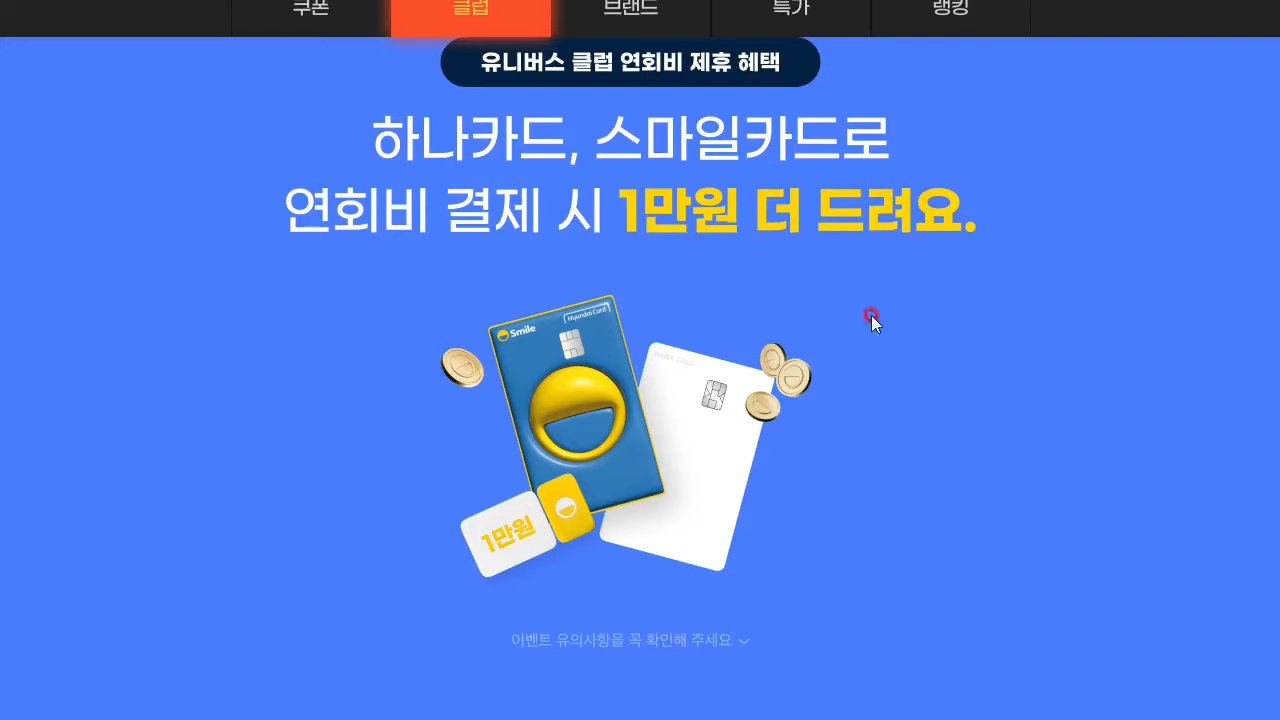 쿠폰
클럽
브랜드
특가
랭킹
유니버스 클럽 연회비 제휴 혜택
하나카드, 스마일카드로
연회비 결제 시 1만원 더 드려요.
Smile
Hyundai Card
HANA CARD
1만원
이벤트 유의사항을 꼭 확인해 주세요